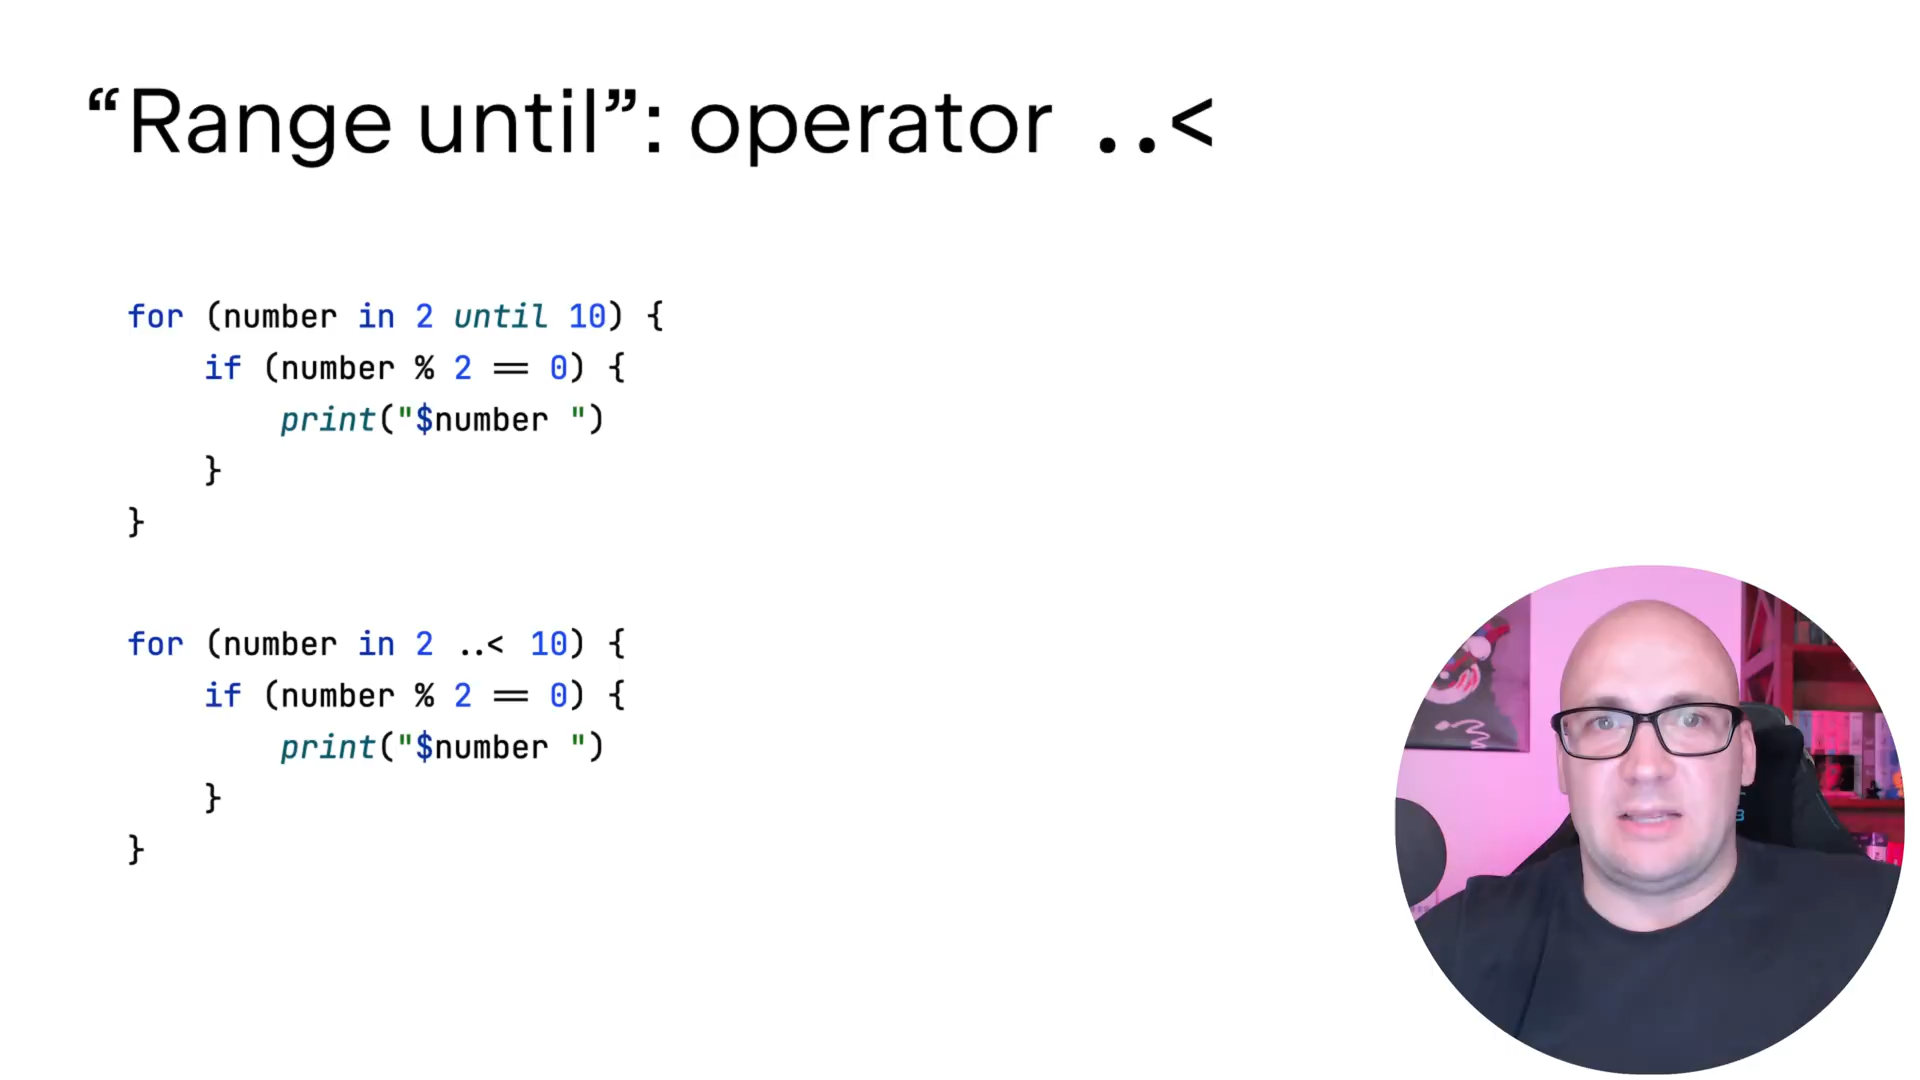 “Range until”: operator ..<
for (number in 2 until 10) {
    if (number % 2 == 0) {
        print("$number ")
    }
}
for (number in 2 ..< 10) {
    if (number % 2 == 0) {
        print("$number ")
    }
}